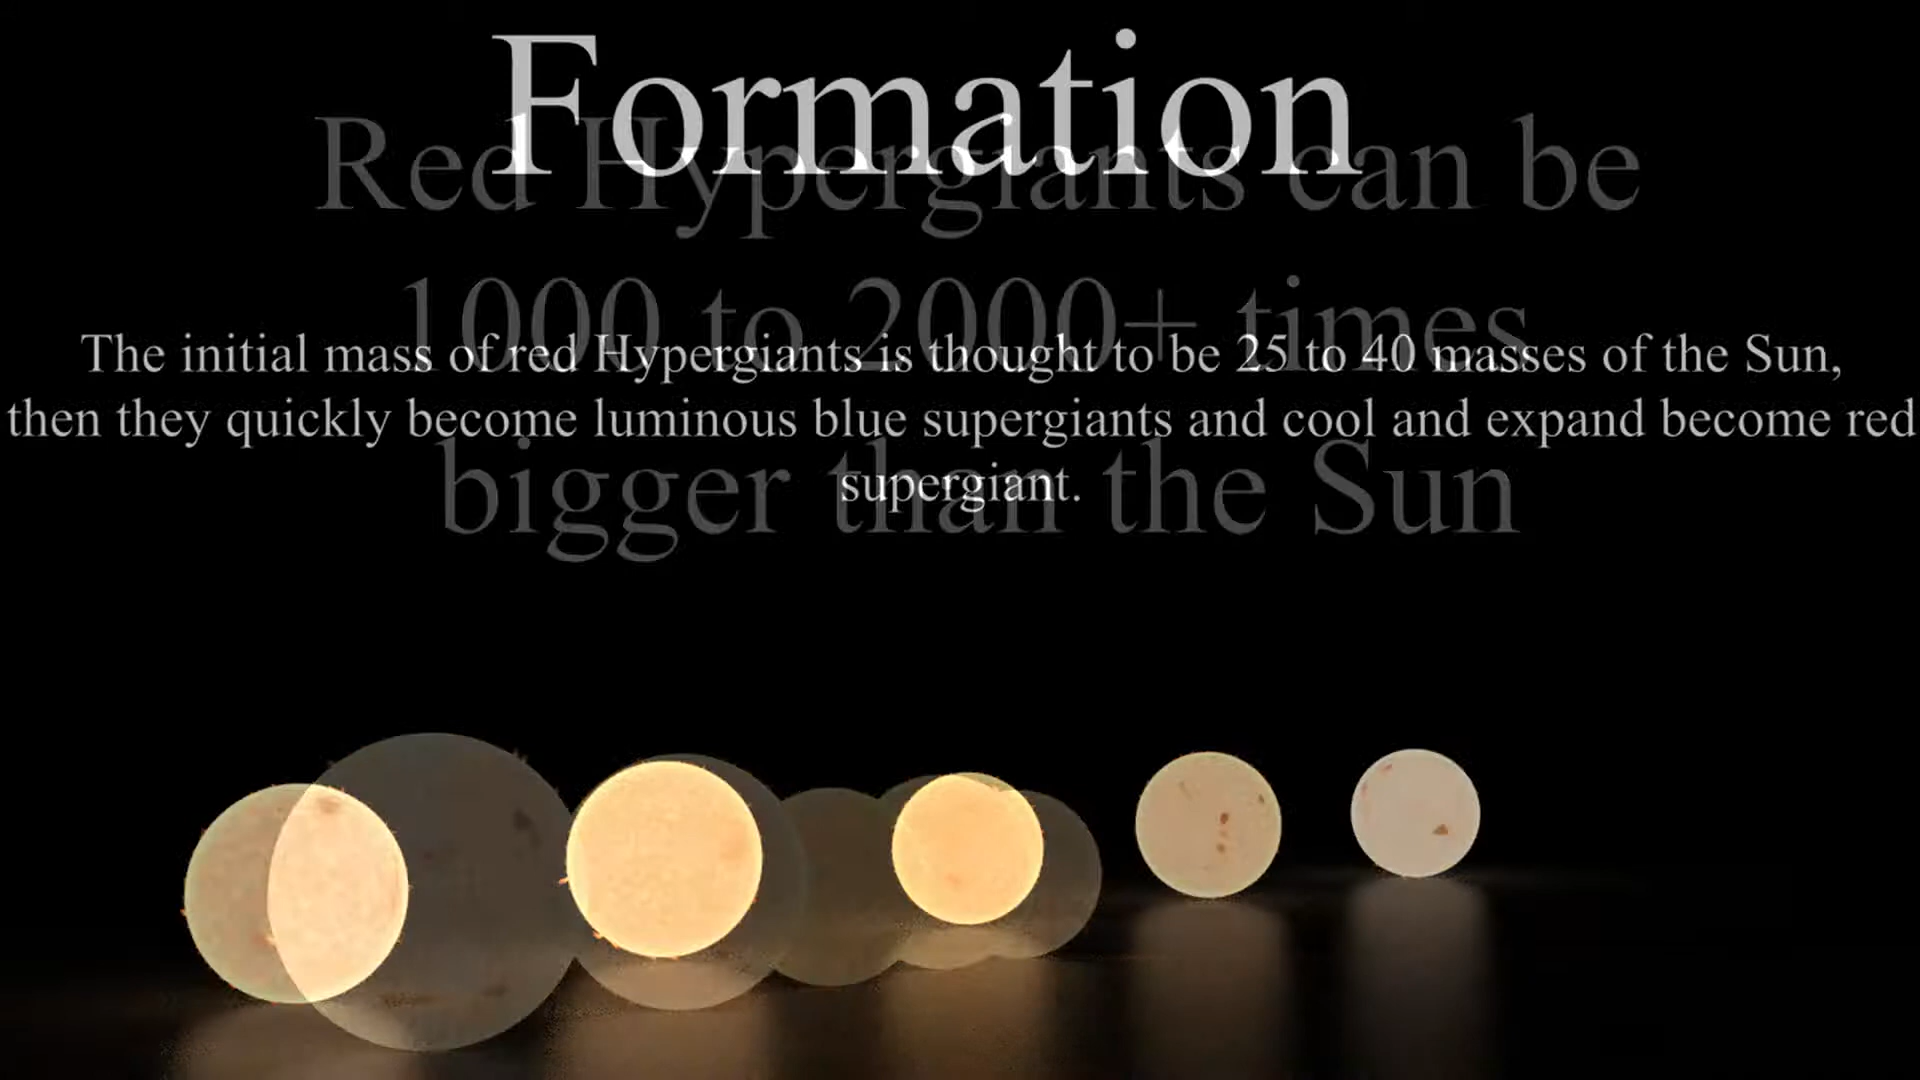 Formation
Red Hypergiants can be
1000 to 2000+ times
The initial mass of red Hypergiants is thought to be 25 to 40 masses of the Sun,
then they quickly become luminous blue supergiants and cool and expand become red
bigger than the Sun
supergiant.